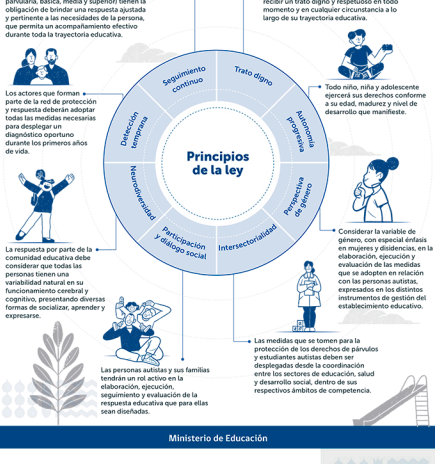 parvularia, básica, media y superior) tienen la
obligación de brindar una respuesta ajustada
y pertinente a las necesidades de la persona,
que permita un acompañamiento efectivo
durante toda la trayectoria educativa.
recibir un trato digno y respetuoso en todo
momento y en cualquier circunstancia a lo
largo de su trayectoria educativa.
Seguimiento
continuo
Trato digno
Los actores que forman
parte de la red de protección
y respuesta deberán adoptar
todas las medidas necesarias
para desplegar un
diagnóstico oportuno
durante los primeros años
de vida.
Todo niño, niña y adolescente
ejercerá sus derechos conforme
a su edad, madurez y nivel de
desarrollo que manifieste.
Detección
temprana
Autonomía
progresiva
Principios
de la ley
Neurodiversidad
Perspectiva
de género
Participación
y diálogo social
Intersectorialidad
La respuesta por parte de la
comunidad educativa debe
considerar que todas las
personas tienen una
variabilidad natural en su
funcionamiento cerebral y
cognitivo, presentando diversas
formas de socializar, aprender y
expresarse.
Considerar la variable de
género, con especial énfasis
en mujeres y disidencias, en la
elaboración, ejecución y
evaluación de las medidas
que se adopten en relación
con las personas autistas,
expresados en los distintos
instrumentos de gestión del
establecimiento educativo.
Las personas autistas y sus familias
tendrán un rol activo en la
elaboración, ejecución,
seguimiento y evaluación de la
respuesta educativa que para ellas
sean diseñadas.
Las medidas que se tomen para la
protección de los derechos de párvulos
y estudiantes autistas deben ser
desplegadas desde la coordinación
entre los sectores de educación, salud
y desarrollo social, dentro de sus
respectivos ámbitos de competencia.
Ministerio de Educación